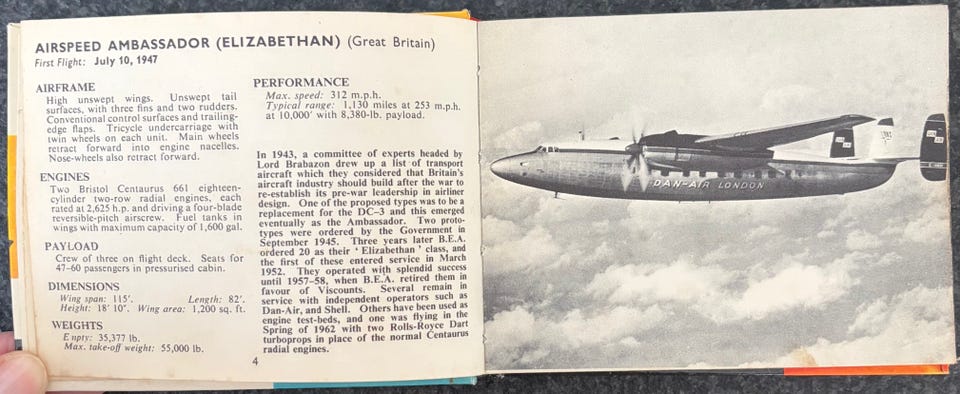 AIRSPEED AMBASSADOR (ELIZABETHAN) (Great Britain)
First Flight: July 10, 1947
AIRFRAME
High unswept wings. Unswept tail
surfaces, with three fins and two rudders.
Conventional control surfaces and trailing-
edge flaps. Tricycle undercarriage with
twin wheels on each unit. Main wheels
retract forward into engine nacelles.
Nose-wheels also retract forward.
ENGINES
Two Bristol Centaurus 661 eighteen-
cylinder two-row radial engines, each
rated at 2,625 h.p. and driving a four-blade
reversible-pitch airscrew. Fuel tanks in
wings with maximum capacity of 1,600 gal.
PAYLOAD
Crew of three on flight deck. Seats for
47-60 passengers in pressurised cabin.
DIMENSIONS
Wing span: 115'. Length: 82'.
Height: 18' 10". Wing area: 1,200 sq. ft.
WEIGHTS
Empty: 35,377 lb.
Max. take-off weight: 55,000 lb.
PERFORMANCE
Max. speed: 312 m.p.h.
Typical range: 1,130 miles at 253 m.p.h.
at 10,000' with 8,380-lb. payload.
In 1943, a committee of experts headed by
Lord Brabazon drew up a list of transport
aircraft which they considered that Britain's
aircraft industry should build after the war to
re-establish its pre-war leadership in airliner
design. One of the proposed types was to be a
replacement for the DC-3 and this emerged
eventually as the Ambassador. Two proto-
types were ordered by the Government in
September 1945. Three years later B.E.A.
ordered 20 as their 'Elizabethan' class, and
the first of these entered service in March
1952. They operated with splendid success
until 1957-58, when B.E.A. retired them in
favour of Viscounts. Several remain in
service with independent operators such as
Dan-Air, and Shell. Others have been used as
engine test-beds, and one was flying in the
Spring of 1962 with two Rolls-Royce Dart
turboprops in place of the normal Centaurus
radial engines.
4
DAN-AIR LONDON